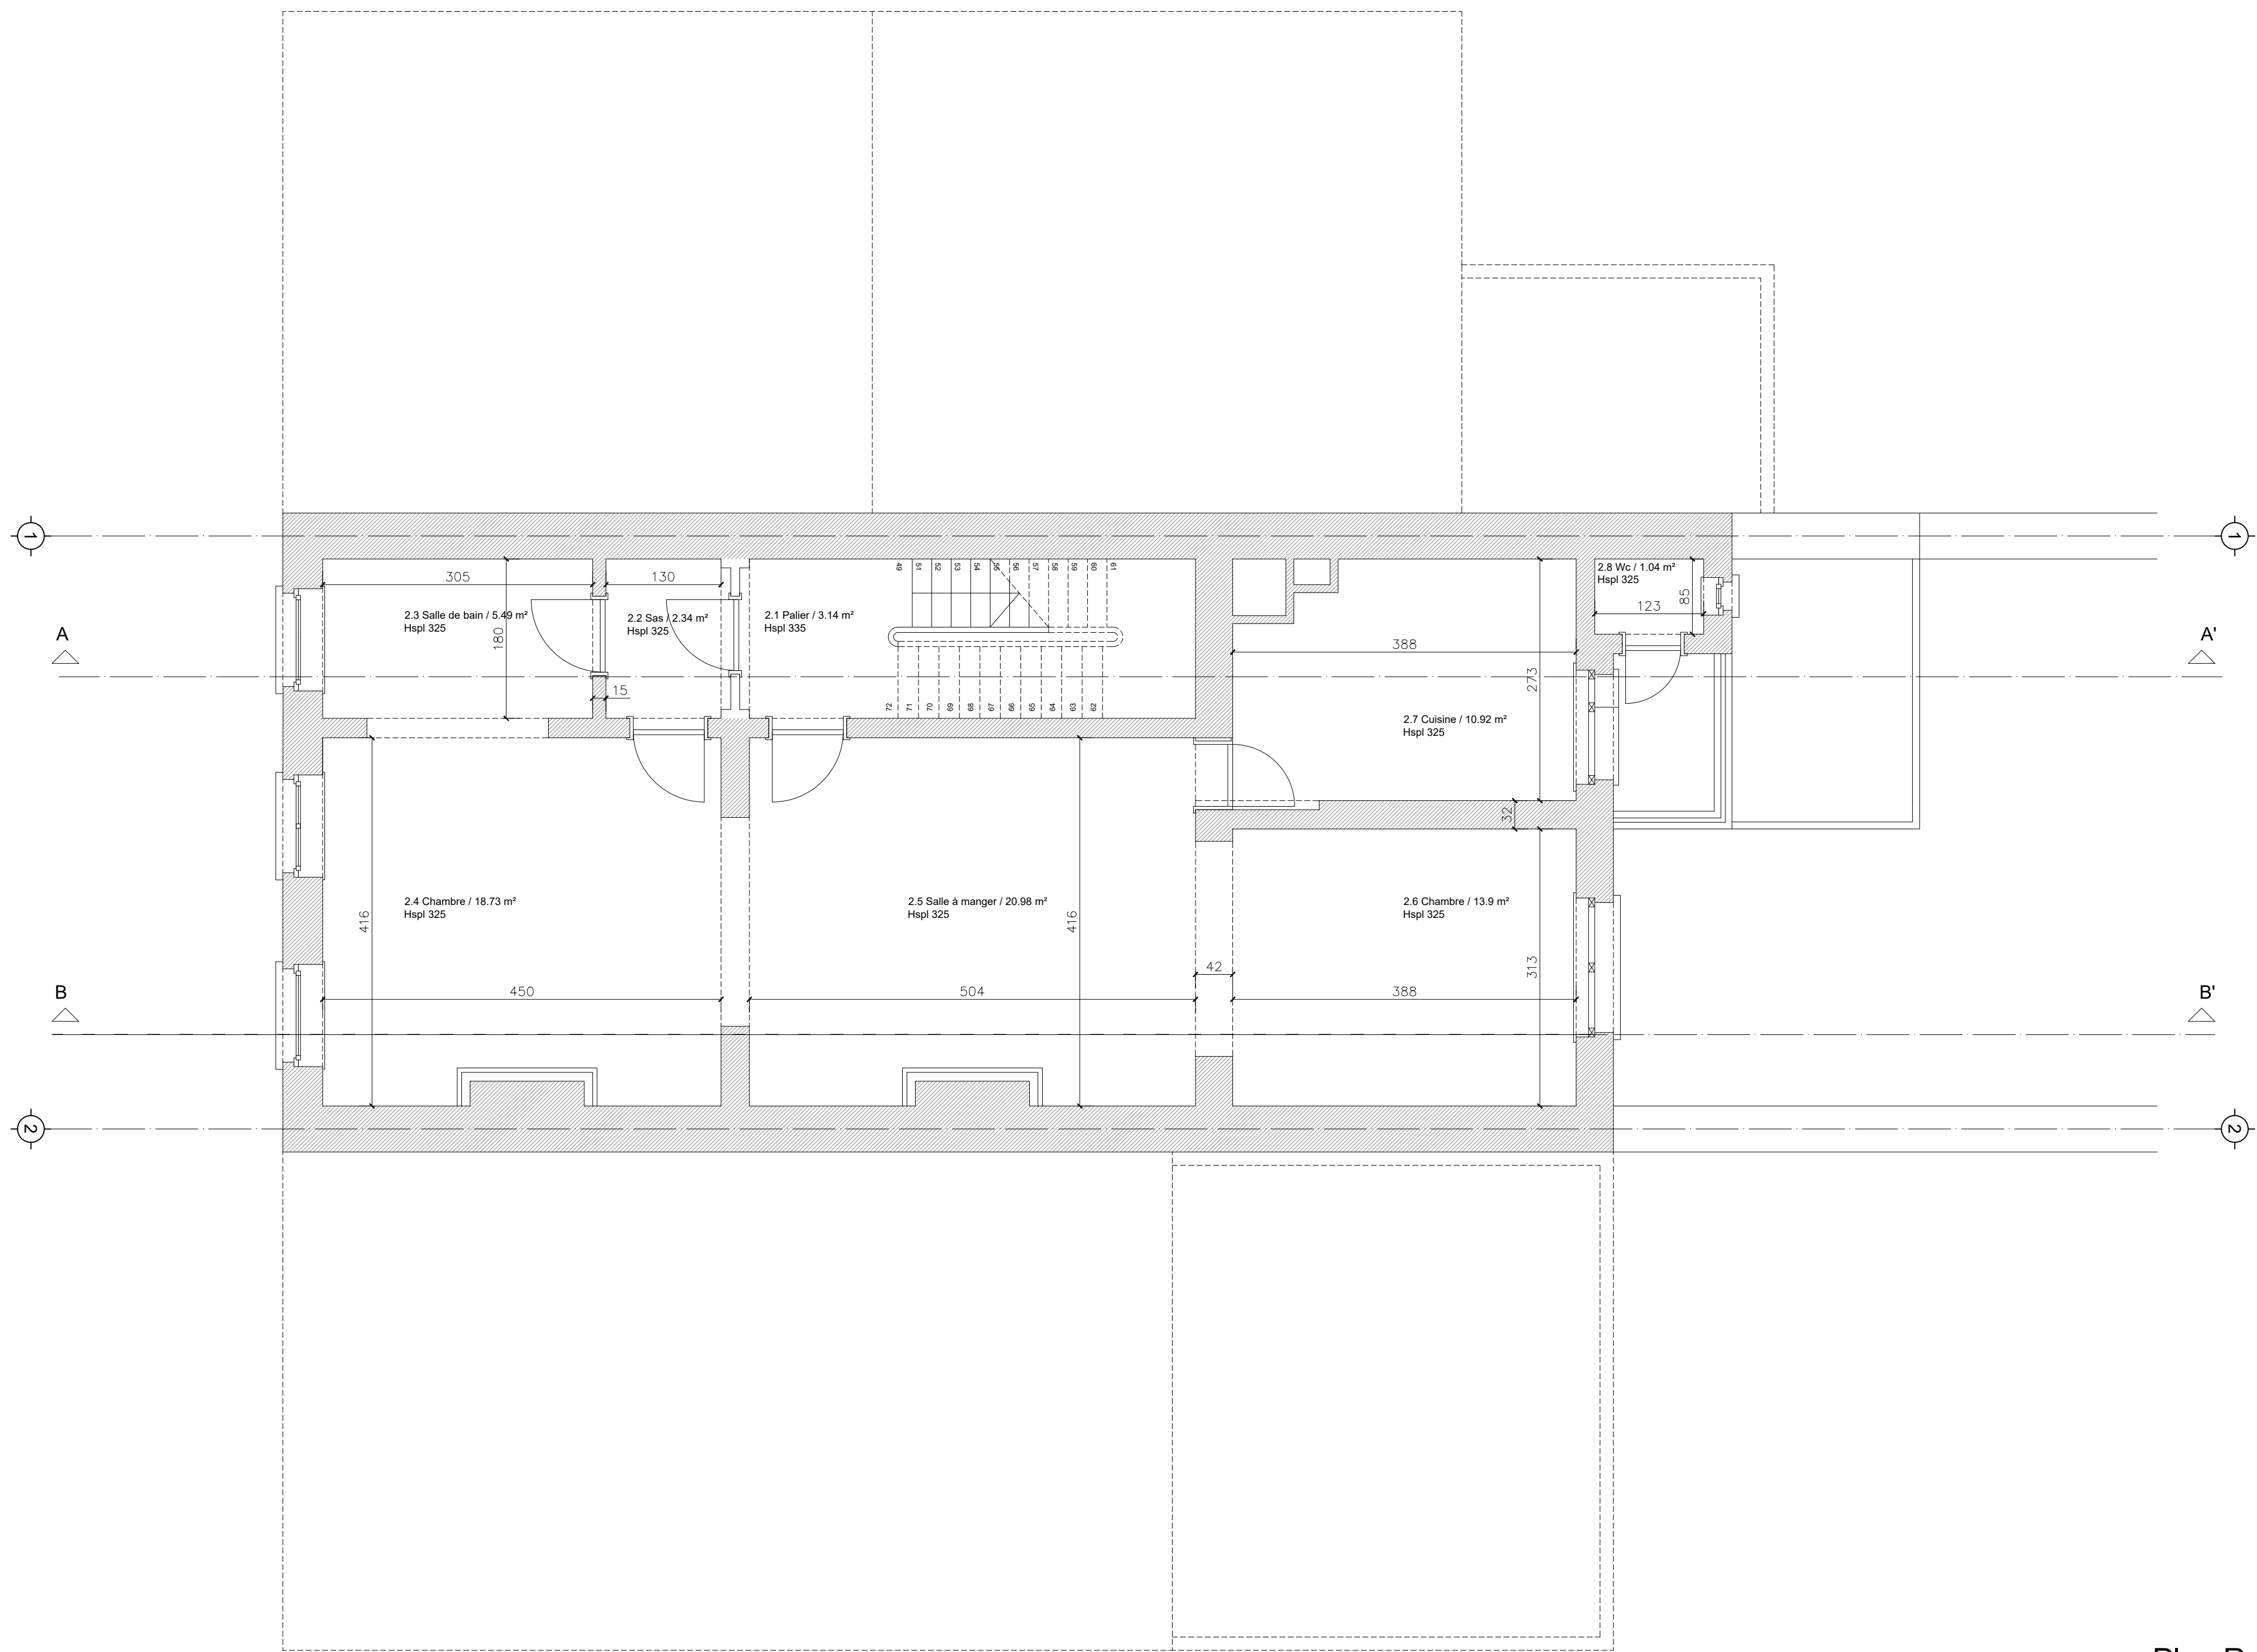 1
1
49
51
52
53
54
55
56
57
58
59
60
61
2.8 Wc / 1.04 m²
Hspl 325
305
130
123
85
2.3 Salle de bain / 5.49 m²
Hspl 325
2.2 Sas / 2.34 m²
Hspl 325
2.1 Palier / 3.14 m²
Hspl 335
180
A
A'
388
273
15
72
71
70
69
68
67
66
65
64
63
62
2.7 Cuisine / 10.92 m²
Hspl 325
32
2.4 Chambre / 18.73 m²
Hspl 325
2.5 Salle à manger / 20.98 m²
Hspl 325
2.6 Chambre / 13.9 m²
Hspl 325
416
416
313
42
450
504
388
B
B'
2
2